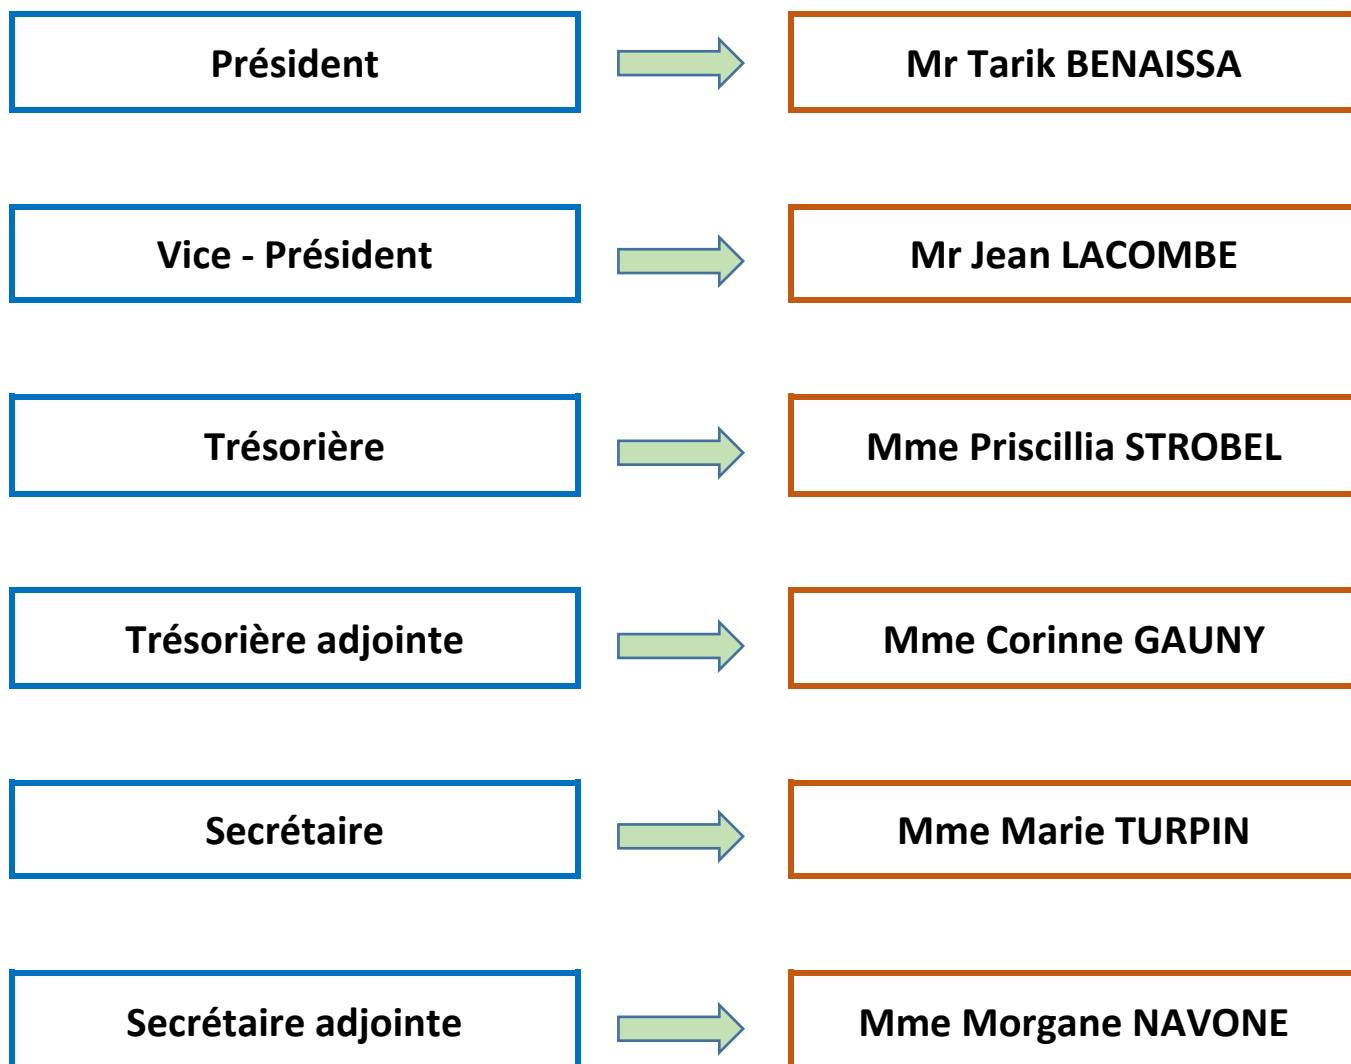 Président
Mr Tarik BENAISSA
Vice - Président
Mr Jean LACOMBE
Trésorière
Mme Priscillia STROBEL
Trésorière adjointe
Mme Corinne GAUNY
Secrétaire
Mme Marie TURPIN
Secrétaire adjointe
Mme Morgane NAVONE